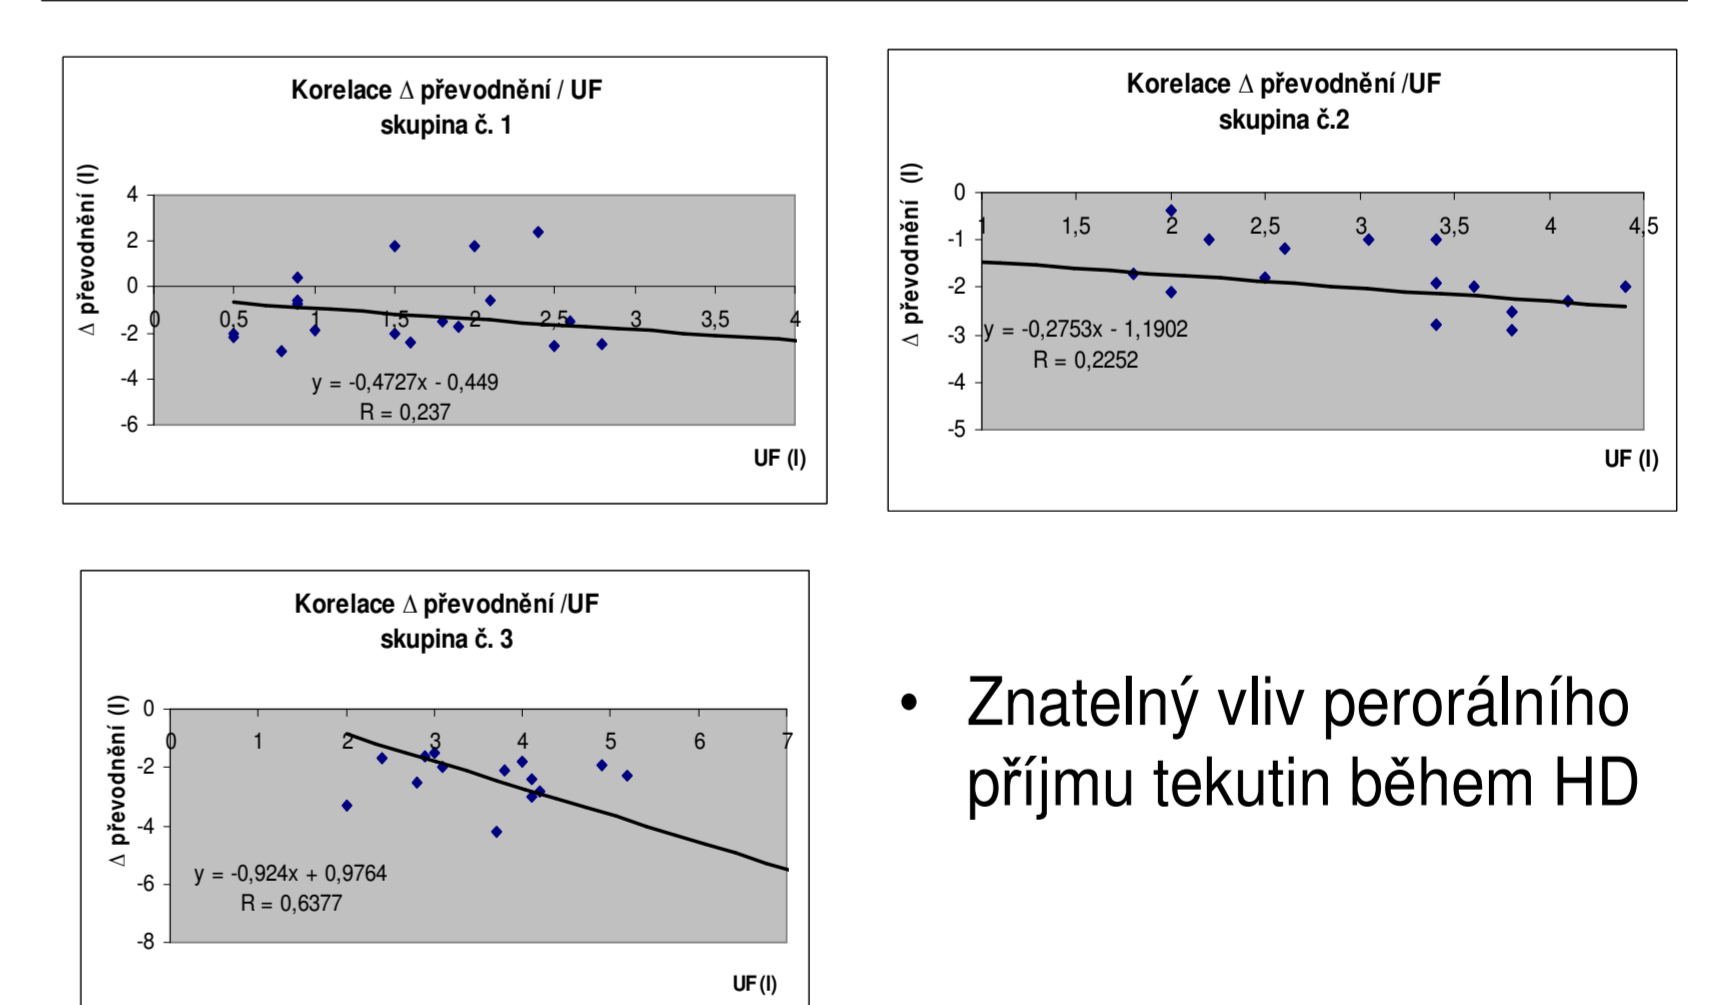 Korelace Δ převodnění / UF
skupina č. 1
Δ převodnění (l)
4
2
0
-2
-4
-6
0 0,5 1 1,5 2 2,5 3 3,5 4
y = -0,4727x - 0,449
R = 0,237
UF (l)
Korelace Δ převodnění /UF
skupina č.2
Δ převodnění (l)
0
-1
-2
-3
-4
-5
1 1,5 2 2,5 3 3,5 4 4,5
y = -0,2753x - 1,1902
R = 0,2252
UF (l)
Korelace Δ převodnění /UF
skupina č. 3
Δ převodnění (l)
0
-2
-4
-6
-8
0 1 2 3 4 5 6 7
y = -0,924x + 0,9764
R = 0,6377
UF (l)
• Znatelný vliv perorálního
příjmu tekutin během HD